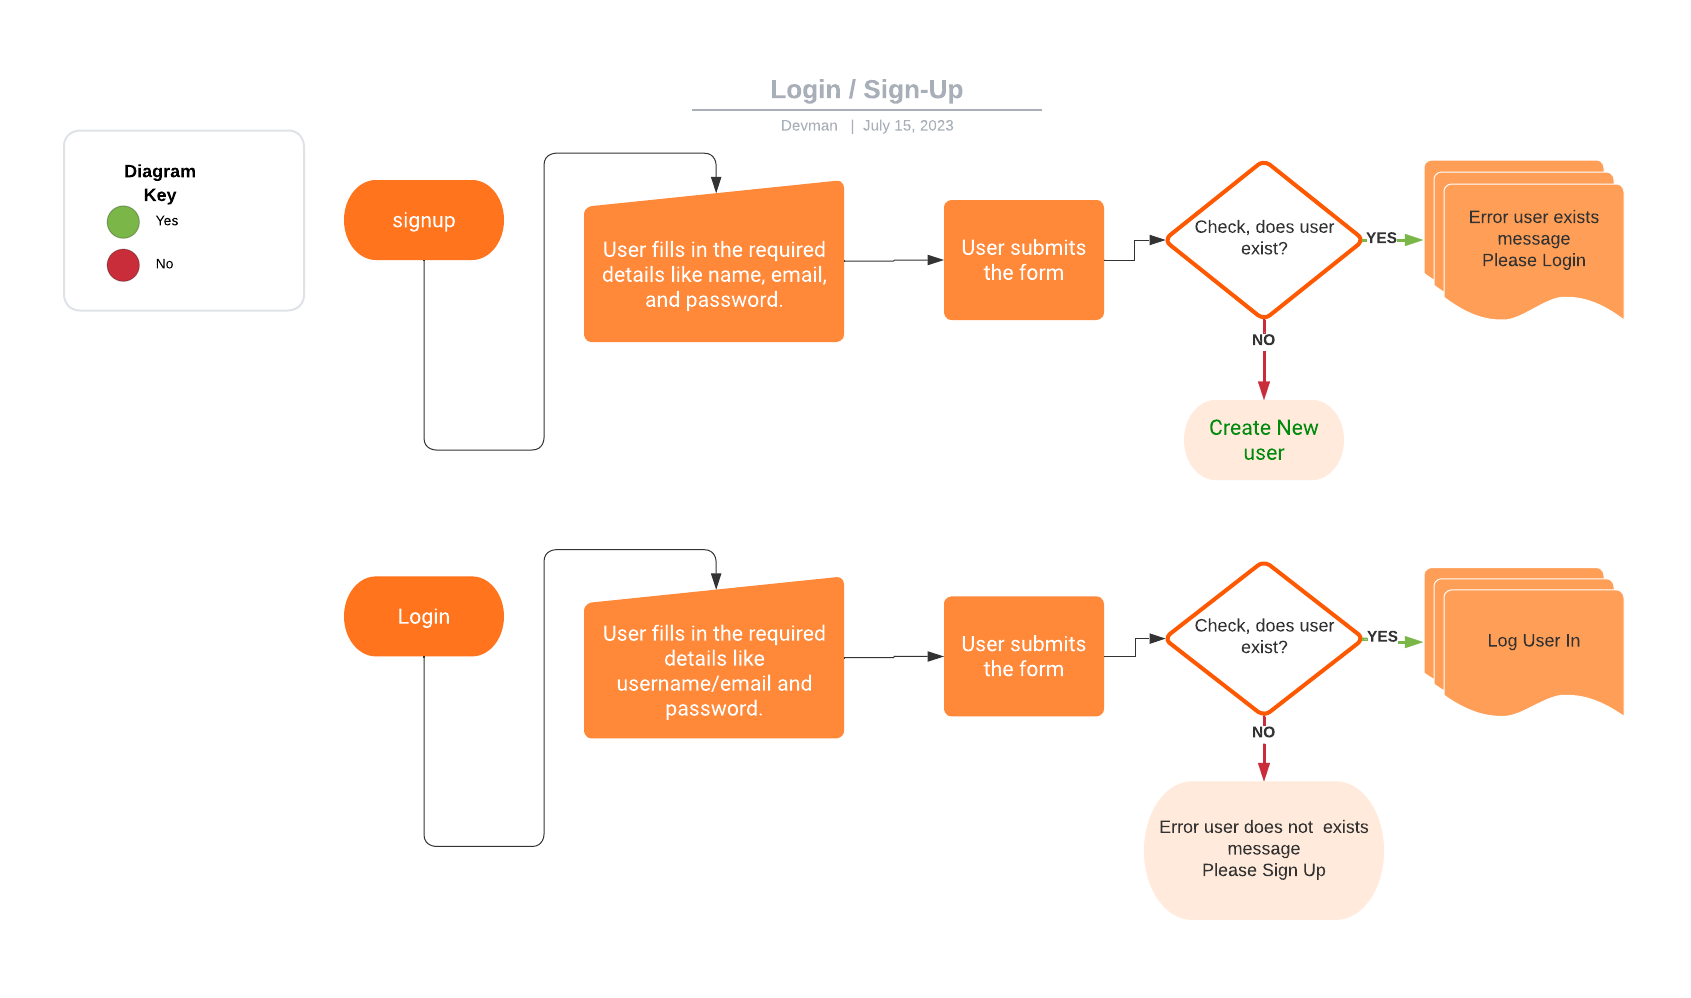 Login / Sign-Up
Devman | July 15, 2023
Diagram
Key
Yes
No
signup
User fills in the required
details like name, email,
and password.
User submits
the form
Check, does user
exist?
YES
Error user exists
message
Please Login
NO
Create New
user
Login
User fills in the required
details like
username/email and
password.
User submits
the form
Check, does user
exist?
YES
Log User In
NO
Error user does not  exists
message
Please Sign Up